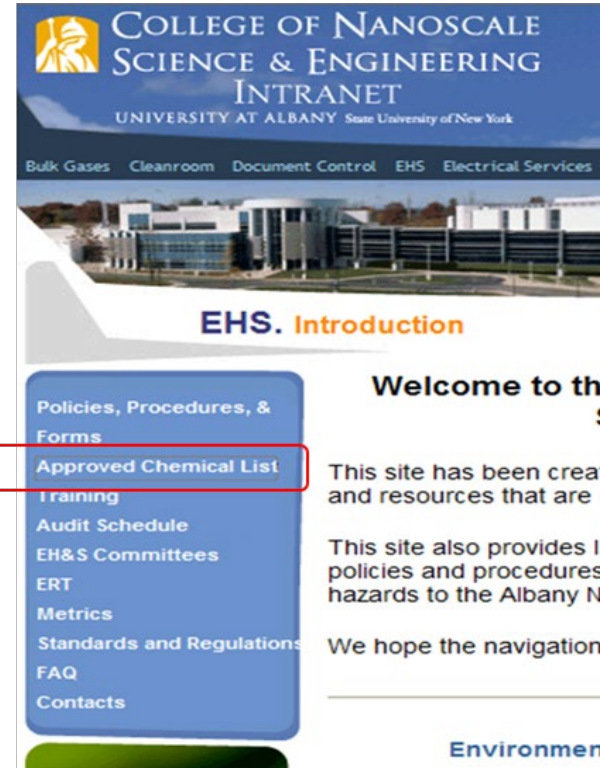 COLLEGE OF NANOSCALE
SCIENCE & ENGINEERING
INTRANET
UNIVERSITY AT ALBANY State University of New York
Bulk Gases Cleanroom Document Control EHS Electrical Services
EHS. Introduction
Policies, Procedures, &
Forms
Approved Chemical List
Training
Audit Schedule
EH&S Committees
ERT
Metrics
Standards and Regulations
FAQ
Contacts
Welcome to th
S
This site has been crea
and resources that are
This site also provides l
policies and procedures
hazards to the Albany N
We hope the navigation
Environmen